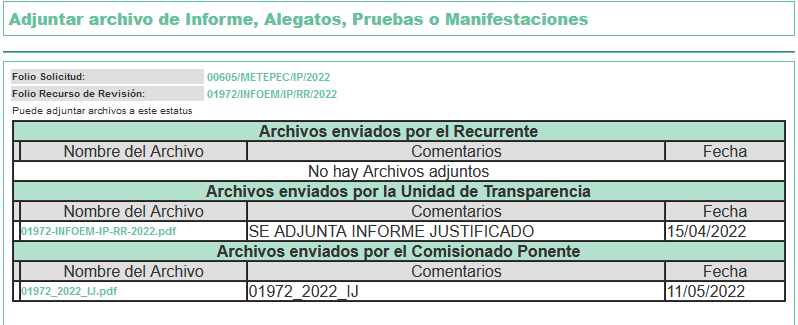 Adjuntar archivo de Informe, Alegatos, Pruebas o Manifestaciones
Folio Solicitud: 00605/METEPEC/IP/2022
Folio Recurso de Revisión: 01972/INFOEM/IP/RR/2022
Puede adjuntar archivos a este estatus
Archivos enviados por el Recurrente
Nombre del Archivo Comentarios Fecha
No hay Archivos adjuntos
Archivos enviados por la Unidad de Transparencia
Nombre del Archivo Comentarios Fecha
01972-INFOEM-IP-RR-2022.pdf SE ADJUNTA INFORME JUSTIFICADO 15/04/2022
Archivos enviados por el Comisionado Ponente
Nombre del Archivo Comentarios Fecha
01972_2022_IJ.pdf 01972_2022_IJ 11/05/2022